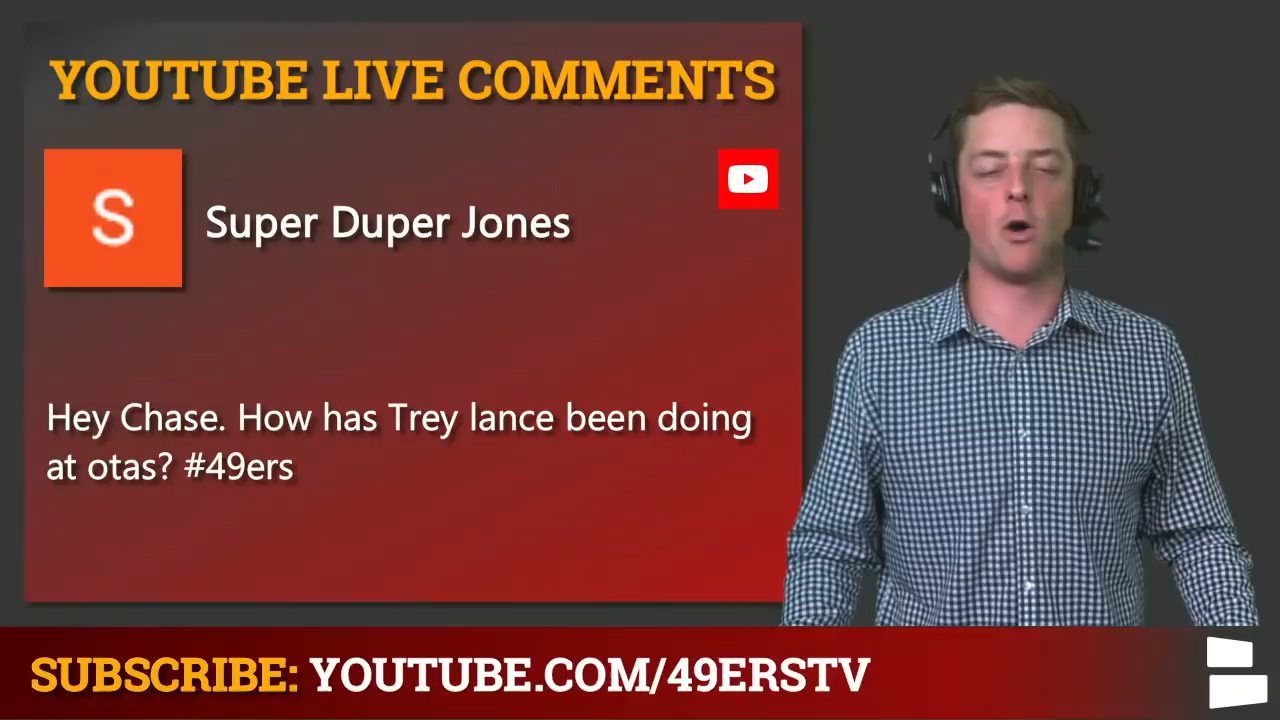 YOUTUBE LIVE COMMENTS
S
Super Duper Jones
Hey Chase. How has Trey lance been doing
at otas? #49ers
SUBSCRIBE: YOUTUBE.COM/49ERSTV